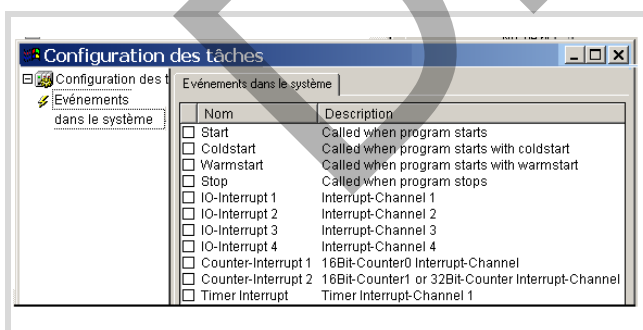 Configuration des tâches
Configuration des t
Evénements
dans le système
Evénements dans le système
Nom Description
Start Called when program starts
Coldstart Called when program starts with coldstart
Warmstart Called when program starts with warmstart
Stop Called when program stops
IO-Interrupt 1 Interrupt-Channel 1
IO-Interrupt 2 Interrupt-Channel 2
IO-Interrupt 3 Interrupt-Channel 3
IO-Interrupt 4 Interrupt-Channel 4
Counter-Interrupt 1 16Bit-Counter0 Interrupt-Channel
Counter-Interrupt 2 16Bit-Counter1 or 32Bit-Counter Interrupt-Channel
Timer Interrupt Timer Interrupt-Channel 1